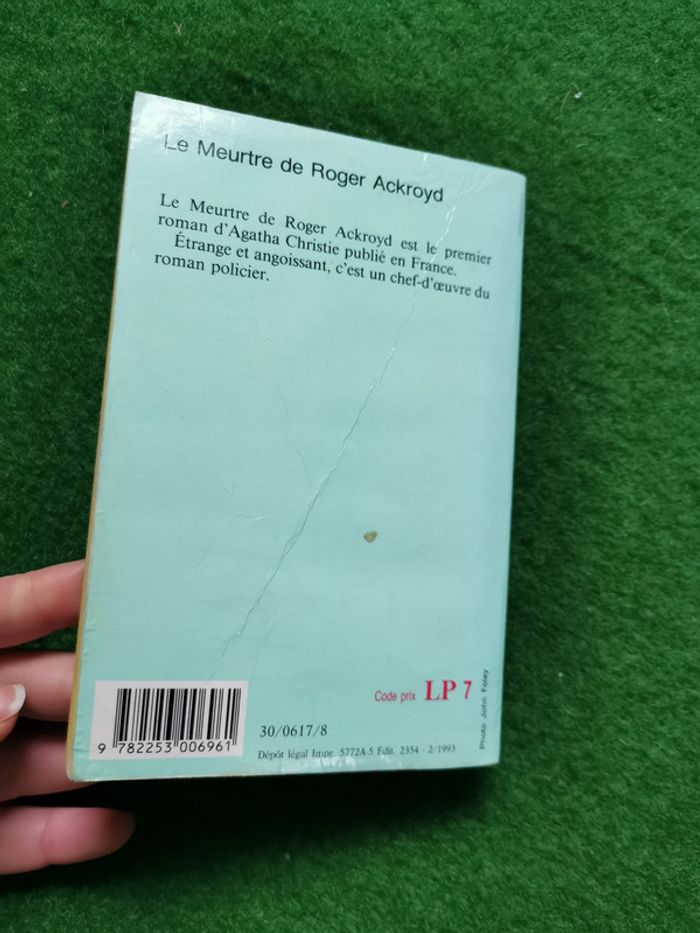 Le Meurtre de Roger Ackroyd
Le Meurtre de Roger Ackroyd est le premier
roman d'Agatha Christie publié en France.
Étrange et angoissant, c'est un chef-d'œuvre du
roman policier.
Code prix LP 7
Photo John Foley
9 782253 006961
30/0617/8
Dépôt légal Impr. 5772A-5 Édit. 2354 - 2/1993